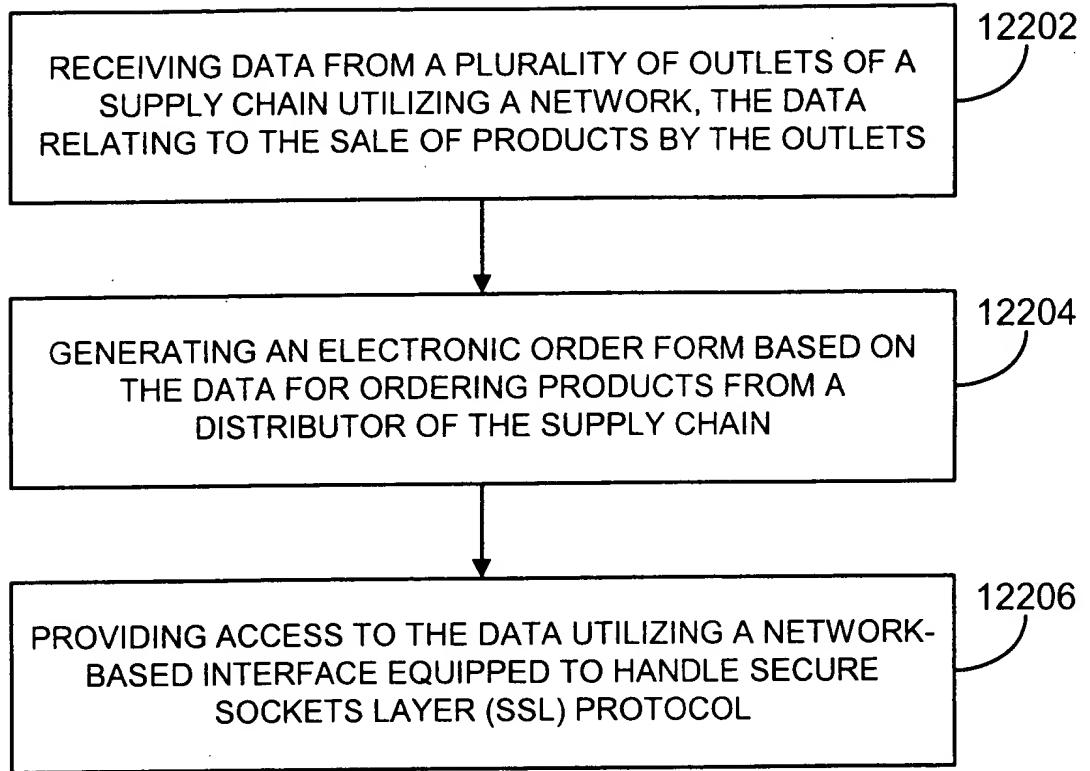 12202
RECEIVING DATA FROM A PLURALITY OF OUTLETS OF A
SUPPLY CHAIN UTILIZING A NETWORK, THE DATA
RELATING TO THE SALE OF PRODUCTS BY THE OUTLETS
12204
GENERATING AN ELECTRONIC ORDER FORM BASED ON
THE DATA FOR ORDERING PRODUCTS FROM A
DISTRIBUTOR OF THE SUPPLY CHAIN
12206
PROVIDING ACCESS TO THE DATA UTILIZING A NETWORK-
BASED INTERFACE EQUIPPED TO HANDLE SECURE
SOCKETS LAYER (SSL) PROTOCOL